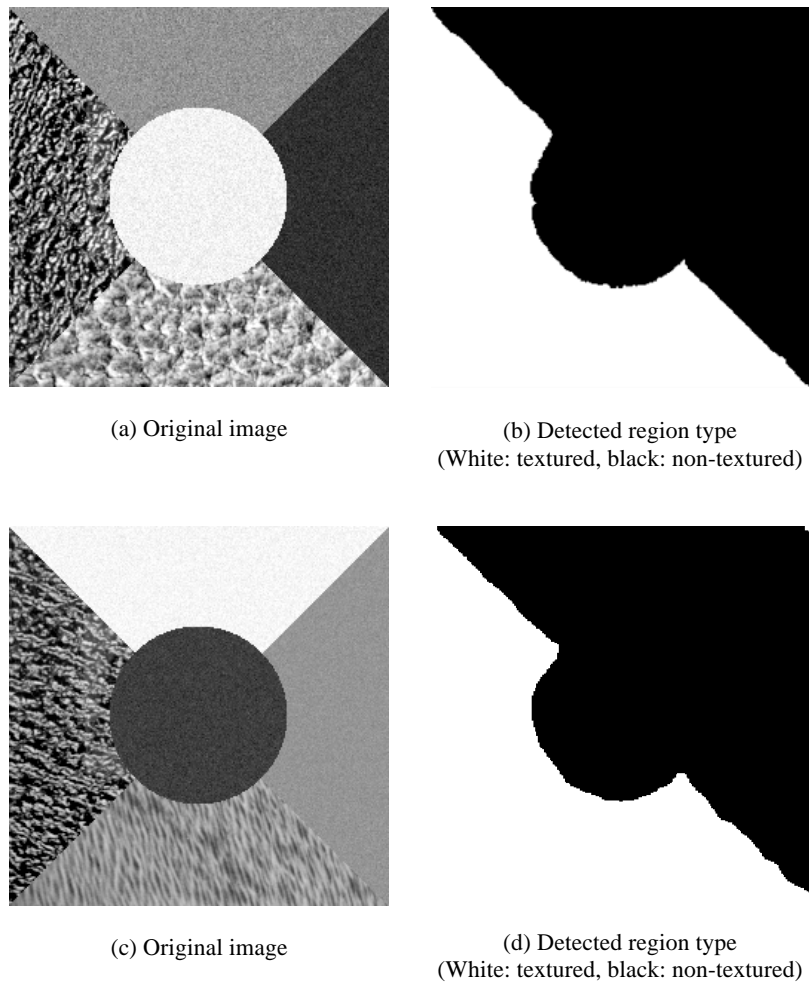 (a) Original image
(b) Detected region type
(White: textured, black: non-textured)
(c) Original image
(d) Detected region type
(White: textured, black: non-textured)